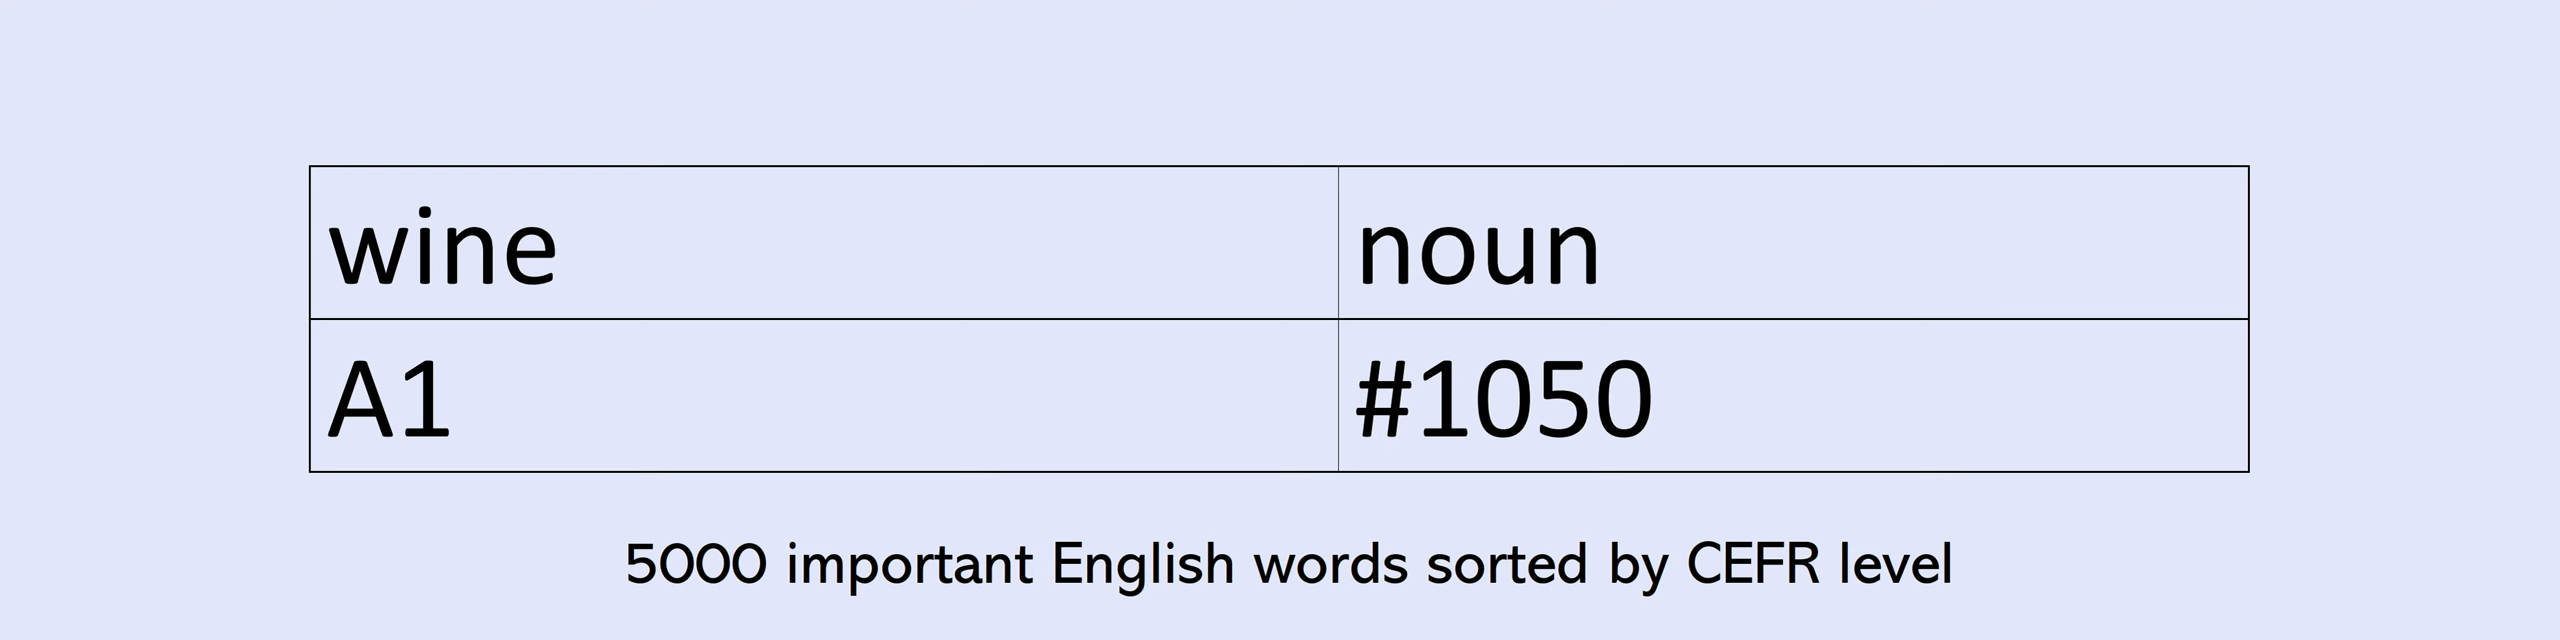 wine noun
A1 #1050
5000 important English words sorted by CEFR level